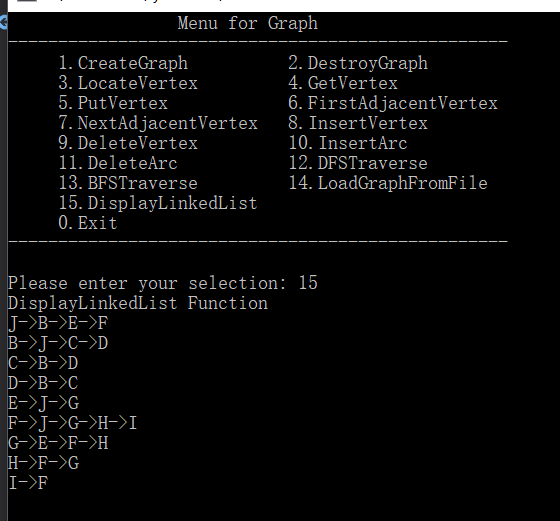 Menu for Graph
--------------------------------------------------
1.CreateGraph 2.DestroyGraph
3.LocateVertex 4.GetVertex
5.PutVertex 6.FirstAdjacentVertex
7.NextAdjacentVertex 8.InsertVertex
9.DeleteVertex 10.InsertArc
11.DeleteArc 12.DFSTraverse
13.BFSTraverse 14.LoadGraphFromFile
15.DisplayLinkedList
0.Exit
--------------------------------------------------
Please enter your selection: 15
DisplayLinkedList Function
J->B->E->F
B->J->C->D
C->B->D
D->B->C
E->J->G
F->J->G->H->I
G->E->F->H
H->F->G
I->F